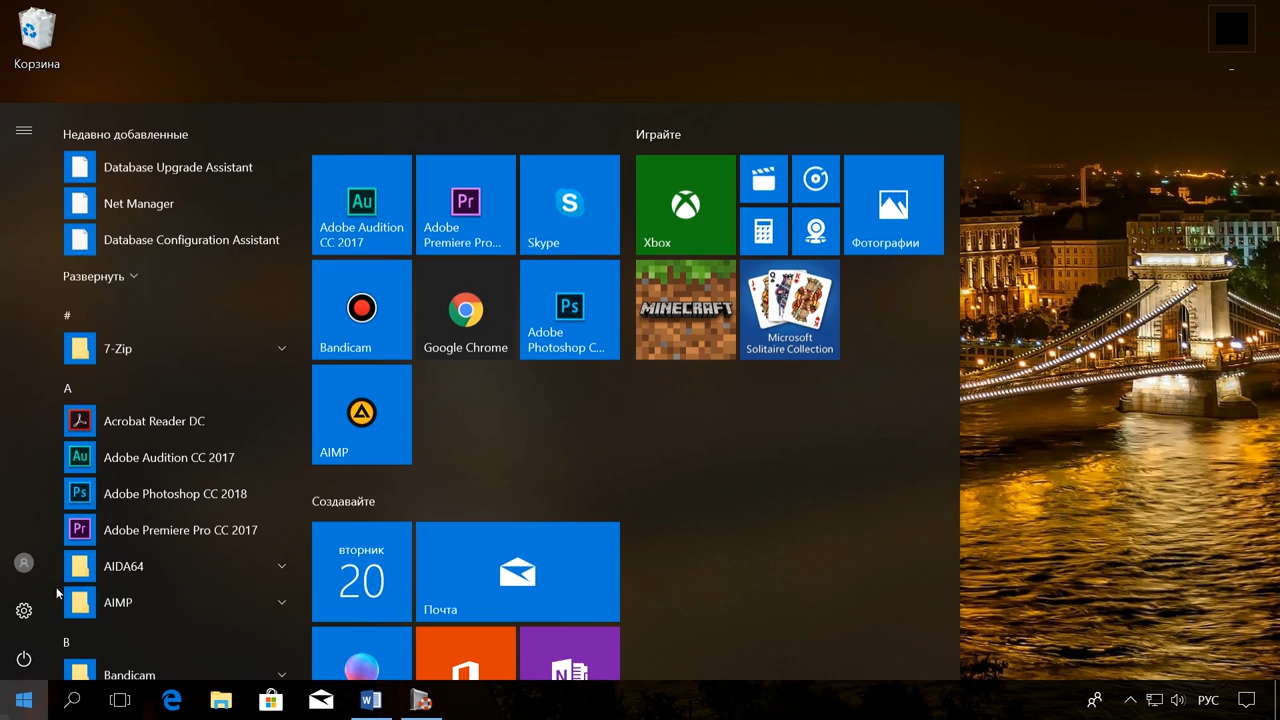 Корзина
Недавно добавленные
Database Upgrade Assistant
Net Manager
Database Configuration Assistant
Развернуть
#
7-Zip
A
Acrobat Reader DC
Adobe Audition CC 2017
Adobe Photoshop CC 2018
Adobe Premiere Pro CC 2017
AIDA64
AIMP
B
Bandicam
Au
Adobe Audition
CC 2017
Pr
Adobe
Premiere Pro...
Skype
Bandicam
Google Chrome
Ps
Adobe
Photoshop C...
AIMP
Создавайте
вторник
20
Почта
Играйте
Xbox
Фотографии
MINECRAFT
Microsoft
Solitaire Collection
РУС